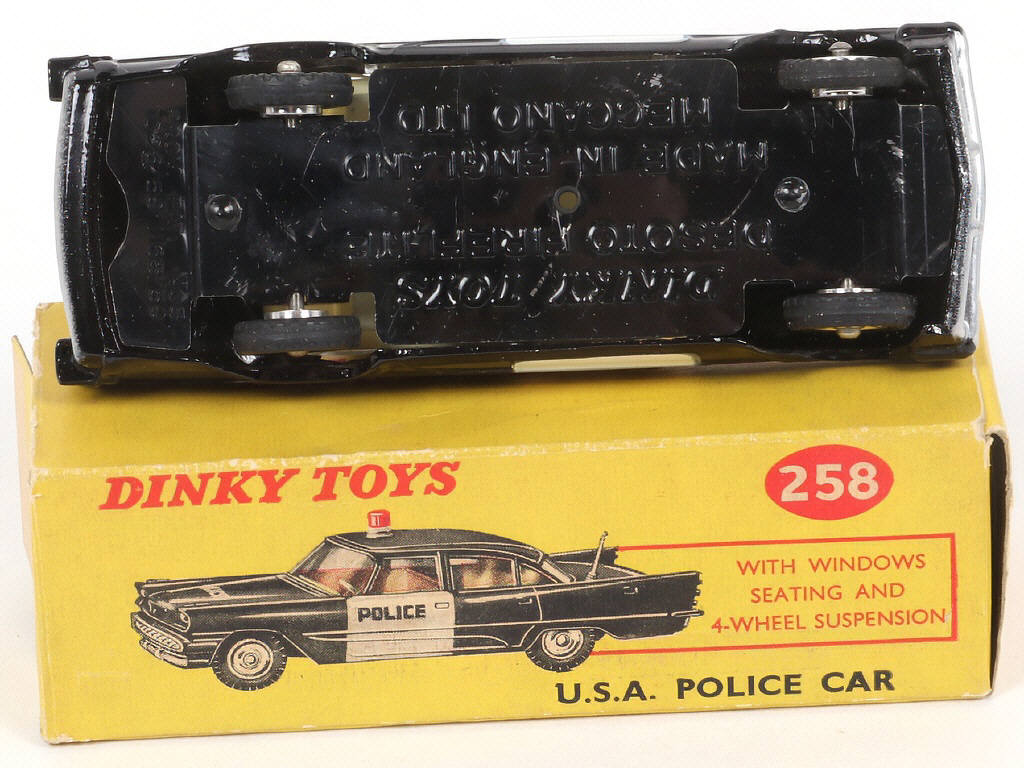 DINKY TOYS
DESOTO FIREFLITE
MADE IN ENGLAND
MECCANO LTD
DINKY TOYS
258
WITH WINDOWS
SEATING AND
4-WHEEL SUSPENSION
POLICE
U.S.A. POLICE CAR